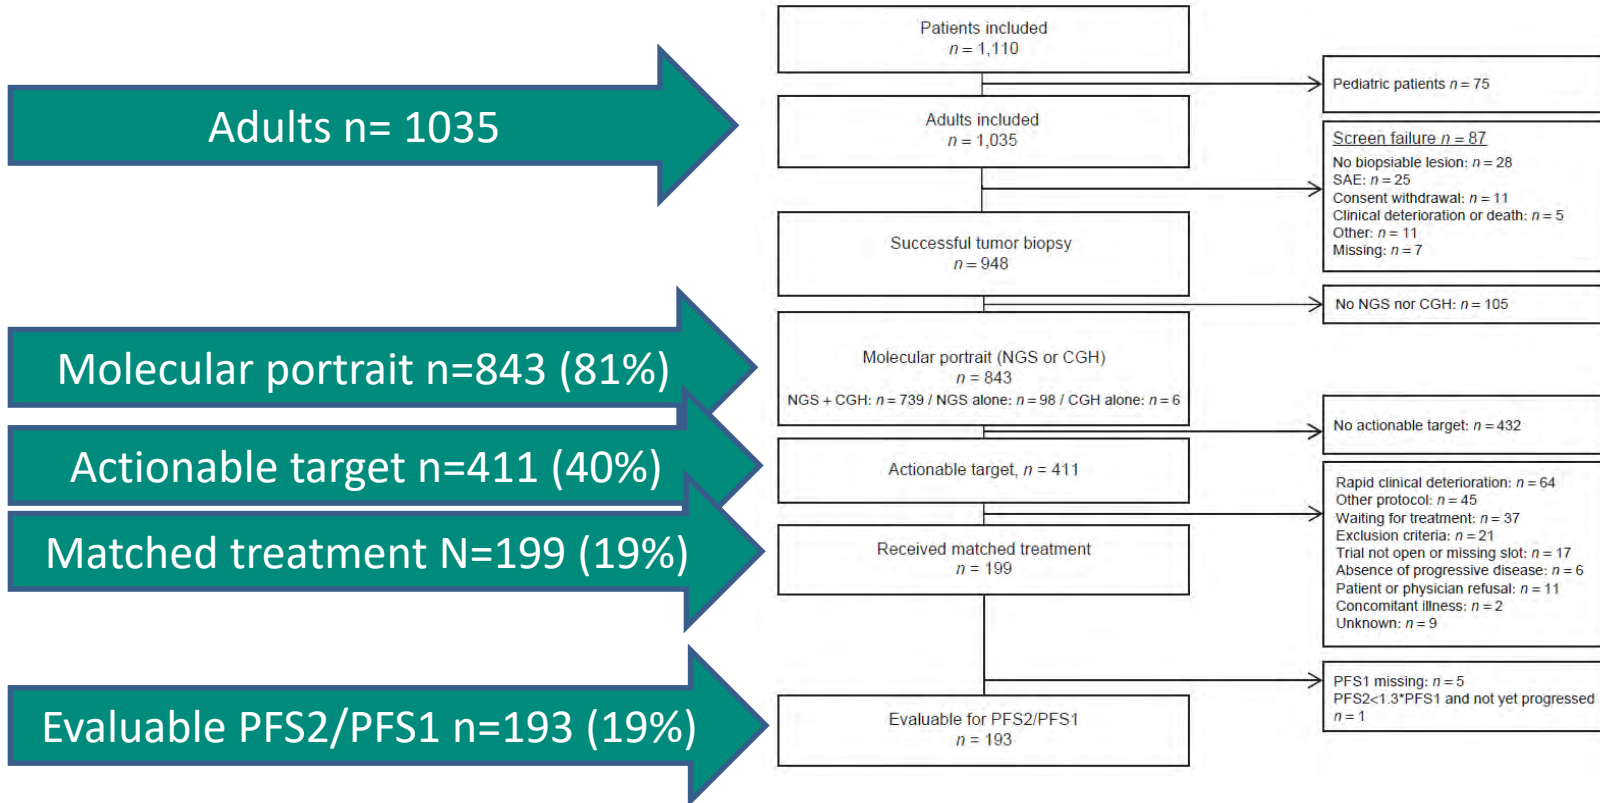 Adults n= 1035
Molecular portrait n=843 (81%)
Actionable target n=411 (40%)
Matched treatment N=199 (19%)
Evaluable PFS2/PFS1 n=193 (19%)
Patients included
n = 1,110
Pediatric patients n = 75
Adults included
n = 1,035
Screen failure n = 87
No biopsiable lesion: n = 28
SAE: n = 25
Consent withdrawal: n = 11
Clinical deterioration or death: n = 5
Other: n = 11
Missing: n = 7
Successful tumor biopsy
n = 948
No NGS nor CGH: n = 105
Molecular portrait (NGS or CGH)
n = 843
NGS + CGH: n = 739 / NGS alone: n = 98 / CGH alone: n = 6
No actionable target: n = 432
Actionable target, n = 411
Rapid clinical deterioration: n = 64
Other protocol: n = 45
Waiting for treatment: n = 37
Exclusion criteria: n = 21
Trial not open or missing slot: n = 17
Absence of progressive disease: n = 6
Patient or physician refusal: n = 11
Concomitant illness: n = 2
Unknown: n = 9
Received matched treatment
n = 199
PFS1 missing: n = 5
PFS2<1.3*PFS1 and not yet progressed
n = 1
Evaluable for PFS2/PFS1
n = 193